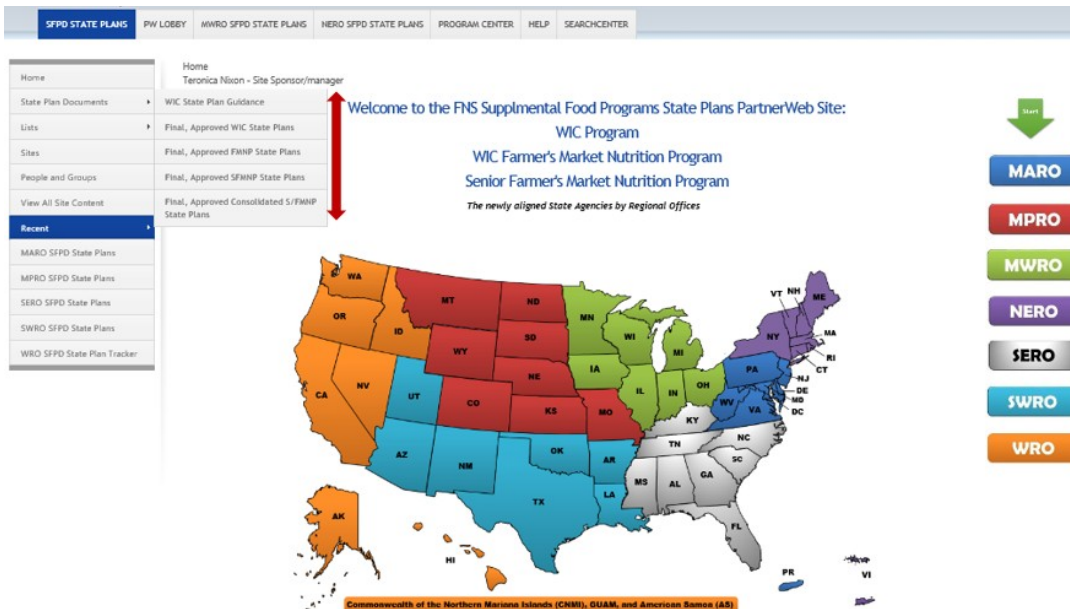 SFPD STATE PLANS PW LOBBY MWRO SFPD STATE PLANS NERO SFPD STATE PLANS PROGRAM CENTER HELP SEARCHCENTER
Home
Teronica Nixon - Site Sponsor/manager
Home
State Plan Documents
Lists
Sites
People and Groups
View All Site Content
Recent
MARO SFPD State Plans
MPRO SFPD State Plans
SERO SFPD State Plans
SWRO SFPD State Plans
WRO SFPD State Plan Tracker
WIC State Plan Guidance
Final, Approved WIC State Plans
Final, Approved FMNP State Plans
Final, Approved SFMNP State Plans
Final, Approved Consolidated S/FMNP
State Plans
Welcome to the FNS Supplmental Food Programs State Plans PartnerWeb Site:
WIC Program
WIC Farmer's Market Nutrition Program
Senior Farmer's Market Nutrition Program
The newly aligned State Agencies by Regional Offices
Start
MARO
MPRO
MWRO
NERO
SERO
SWRO
WRO
WA
OR
ID
CA
NV
MT
ND
SD
WY
NE
CO
KS
MO
UT
AZ
NM
OK
TX
AR
LA
MN
WI
MI
IA
IL
IN
OH
KY
TN
NC
SC
MS
AL
GA
FL
PA
WV
VA
NJ
DE
MD
DC
VT
NH
ME
NY
MA
RI
CT
AK
HI
PR
VI
Commonwealth of the Northern Mariana Islands (CNMI), GUAM, and American Samoa (AS)